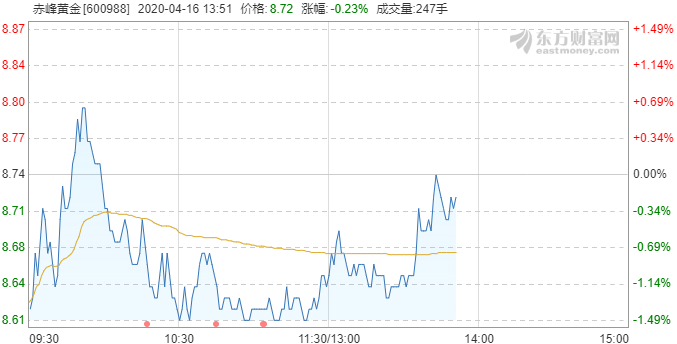 赤峰黄金[600988] 2020-04-16 13:51 价格:8.72 涨幅:-0.23% 成交量:247手
8.87 +1.49%
东方财富网
eastmoney.com
8.84 +1.14%
8.80 +0.69%
8.77 +0.34%
8.74 0.00%
8.71 -0.34%
8.68 -0.69%
8.64 -1.14%
8.61 -1.49%
09:30 10:30 11:30/13:00 14:00 15:00